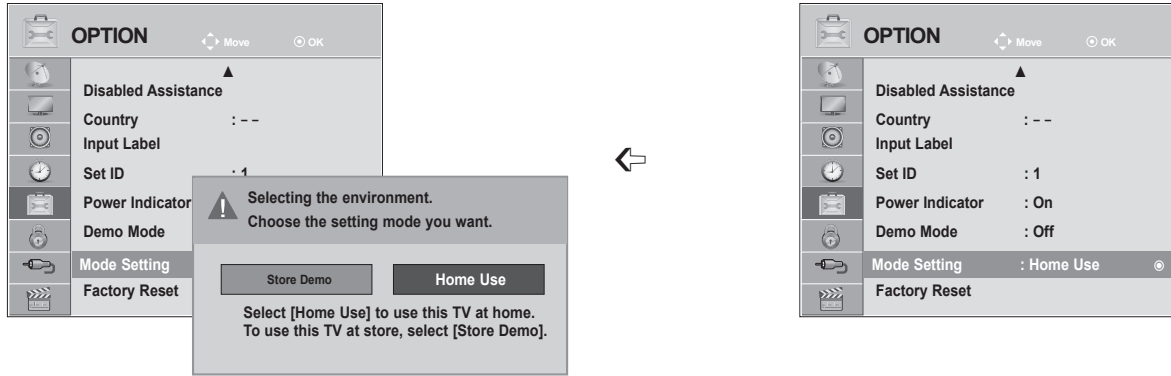 OPTION Move OK
Disabled Assistance
Country : – –
Input Label
Set ID : 1
Power Indicator
Demo Mode
Mode Setting
Factory Reset
Selecting the environment.
Choose the setting mode you want.
Store Demo Home Use
Select [Home Use] to use this TV at home.
To use this TV at store, select [Store Demo].
OPTION Move OK
Disabled Assistance
Country : – –
Input Label
Set ID : 1
Power Indicator : On
Demo Mode : Off
Mode Setting : Home Use
Factory Reset